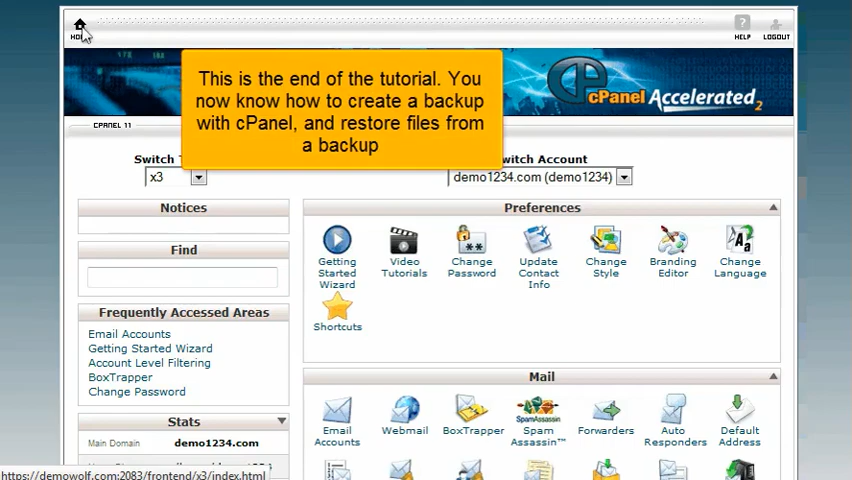 HELP
LOGOUT
This is the end of the tutorial. You
now know how to create a backup
with cPanel, and restore files from
a backup
cPanel Accelerated2
CPANEL 11
Switch
Switch Account
x3
demo1234.com (demo1234)
Notices
Find
Frequently Accessed Areas
Email Accounts
Getting Started Wizard
Account Level Filtering
BoxTrapper
Change Password
Stats
Main Domain
demo1234.com
Preferences
Getting
Started
Wizard
Video
Tutorials
Change
Password
Update
Contact
Info
Change
Style
Branding
Editor
Change
Language
Shortcuts
Mail
Email
Accounts
Webmail
BoxTrapper
SpamAssassin
Spam
Assassin™
Forwarders
Auto
Responders
Default
Address
https://demowolf.com:2083/frontend/x3/index.html